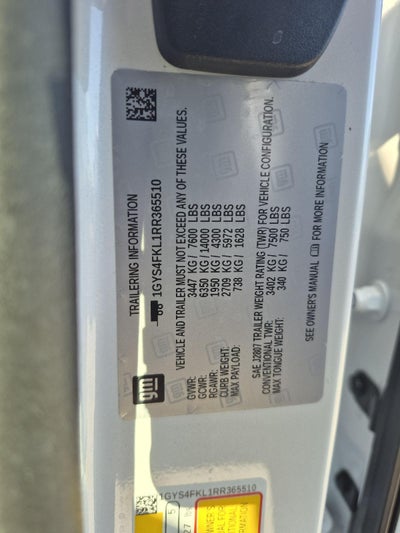 TRAILERING INFORMATION
1GYS4FKL1RR365510
VEHICLE AND TRAILER MUST NOT EXCEED ANY OF THESE VALUES.
GVWR: 3447 KG / 7600 LBS
GCWR: 6350 KG / 14000 LBS
RGAWR: 1950 KG / 4300 LBS
CURB WEIGHT: 2709 KG / 5972 LBS
MAX PAYLOAD: 738 KG / 1628 LBS
SAE J2807 TRAILER WEIGHT RATING (TWR) FOR VEHICLE CONFIGURATION.
CONVENTIONAL TWR: 3402 KG / 7500 LBS
MAX TONGUE WEIGHT: 340 KG / 750 LBS
SEE OWNER'S MANUAL FOR MORE INFORMATION
gm
1GYS4FKL1RR365510